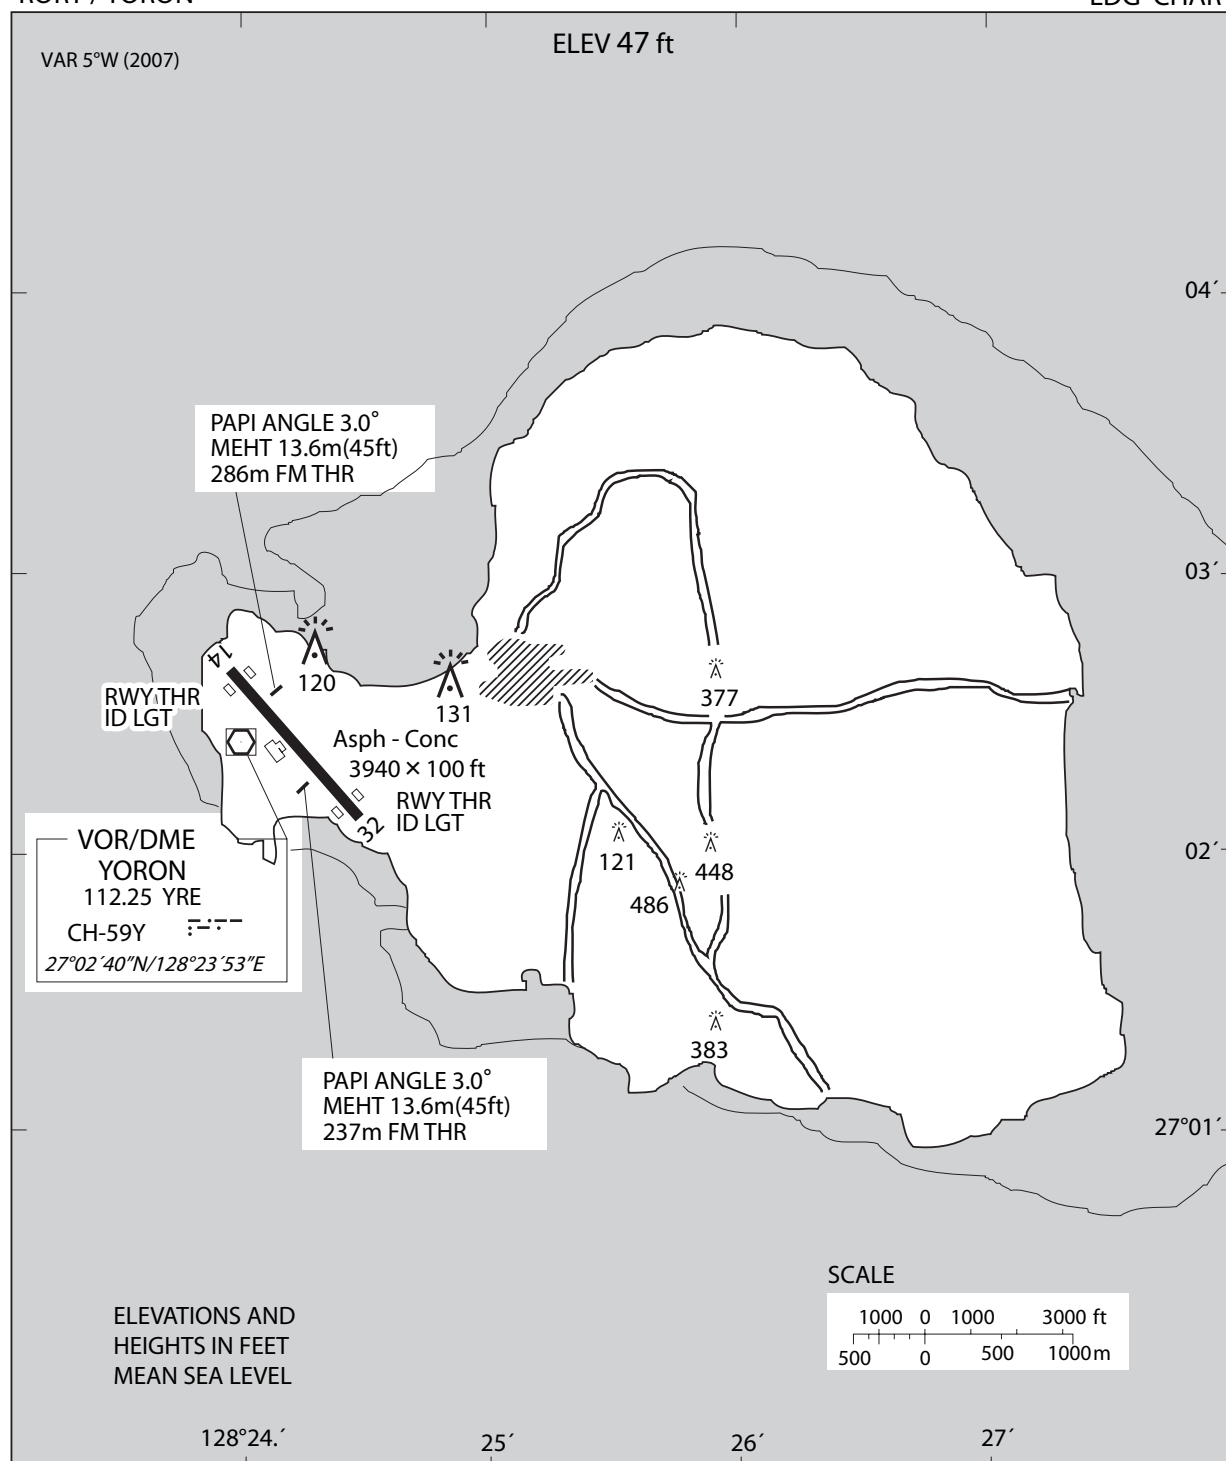 RORY / YORON
LDG CHAR
VAR 5°W (2007)
ELEV 47 ft
04´
PAPI ANGLE 3.0°
MEHT 13.6m(45ft)
286m FM THR
03´
14
120
131
377
RWY THR
ID LGT
Asph - Conc
3940 × 100 ft
RWY THR
ID LGT
32
02´
121
448
486
VOR/DME
YORON
112.25 YRE
CH-59Y
27°02´40"N/128°23´53"E
383
PAPI ANGLE 3.0°
MEHT 13.6m(45ft)
237m FM THR
27°01´
SCALE
1000 0 1000 3000 ft
500 0 500 1000m
ELEVATIONS AND
HEIGHTS IN FEET
MEAN SEA LEVEL
128°24.´
25´
26´
27´